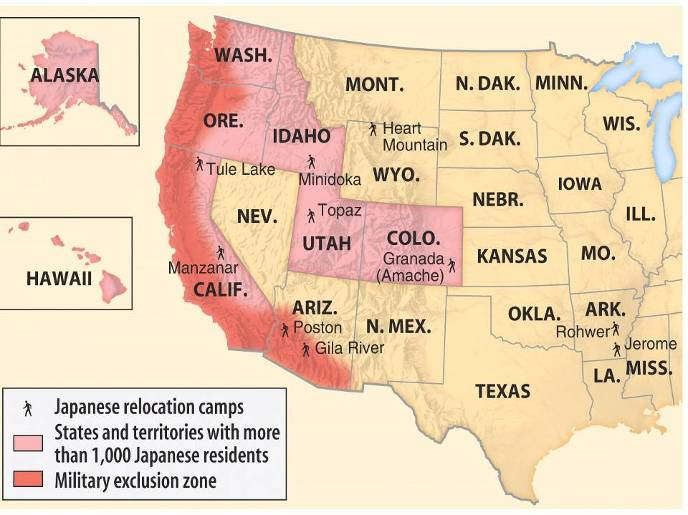 ALASKA
HAWAII
WASH.
ORE.
IDAHO
MONT.
N. DAK.
MINN.
WIS.
Heart
Mountain
S. DAK.
Tule Lake
Minidoka
WYO.
NEBR.
IOWA
ILL.
NEV.
Topaz
UTAH
COLO.
Granada
(Amache)
KANSAS
MO.
Manzanar
CALIF.
ARIZ.
Poston
Gila River
N. MEX.
OKLA.
ARK.
Rohwer
Jerome
MISS.
LA.
TEXAS
Japanese relocation camps
States and territories with more
than 1,000 Japanese residents
Military exclusion zone